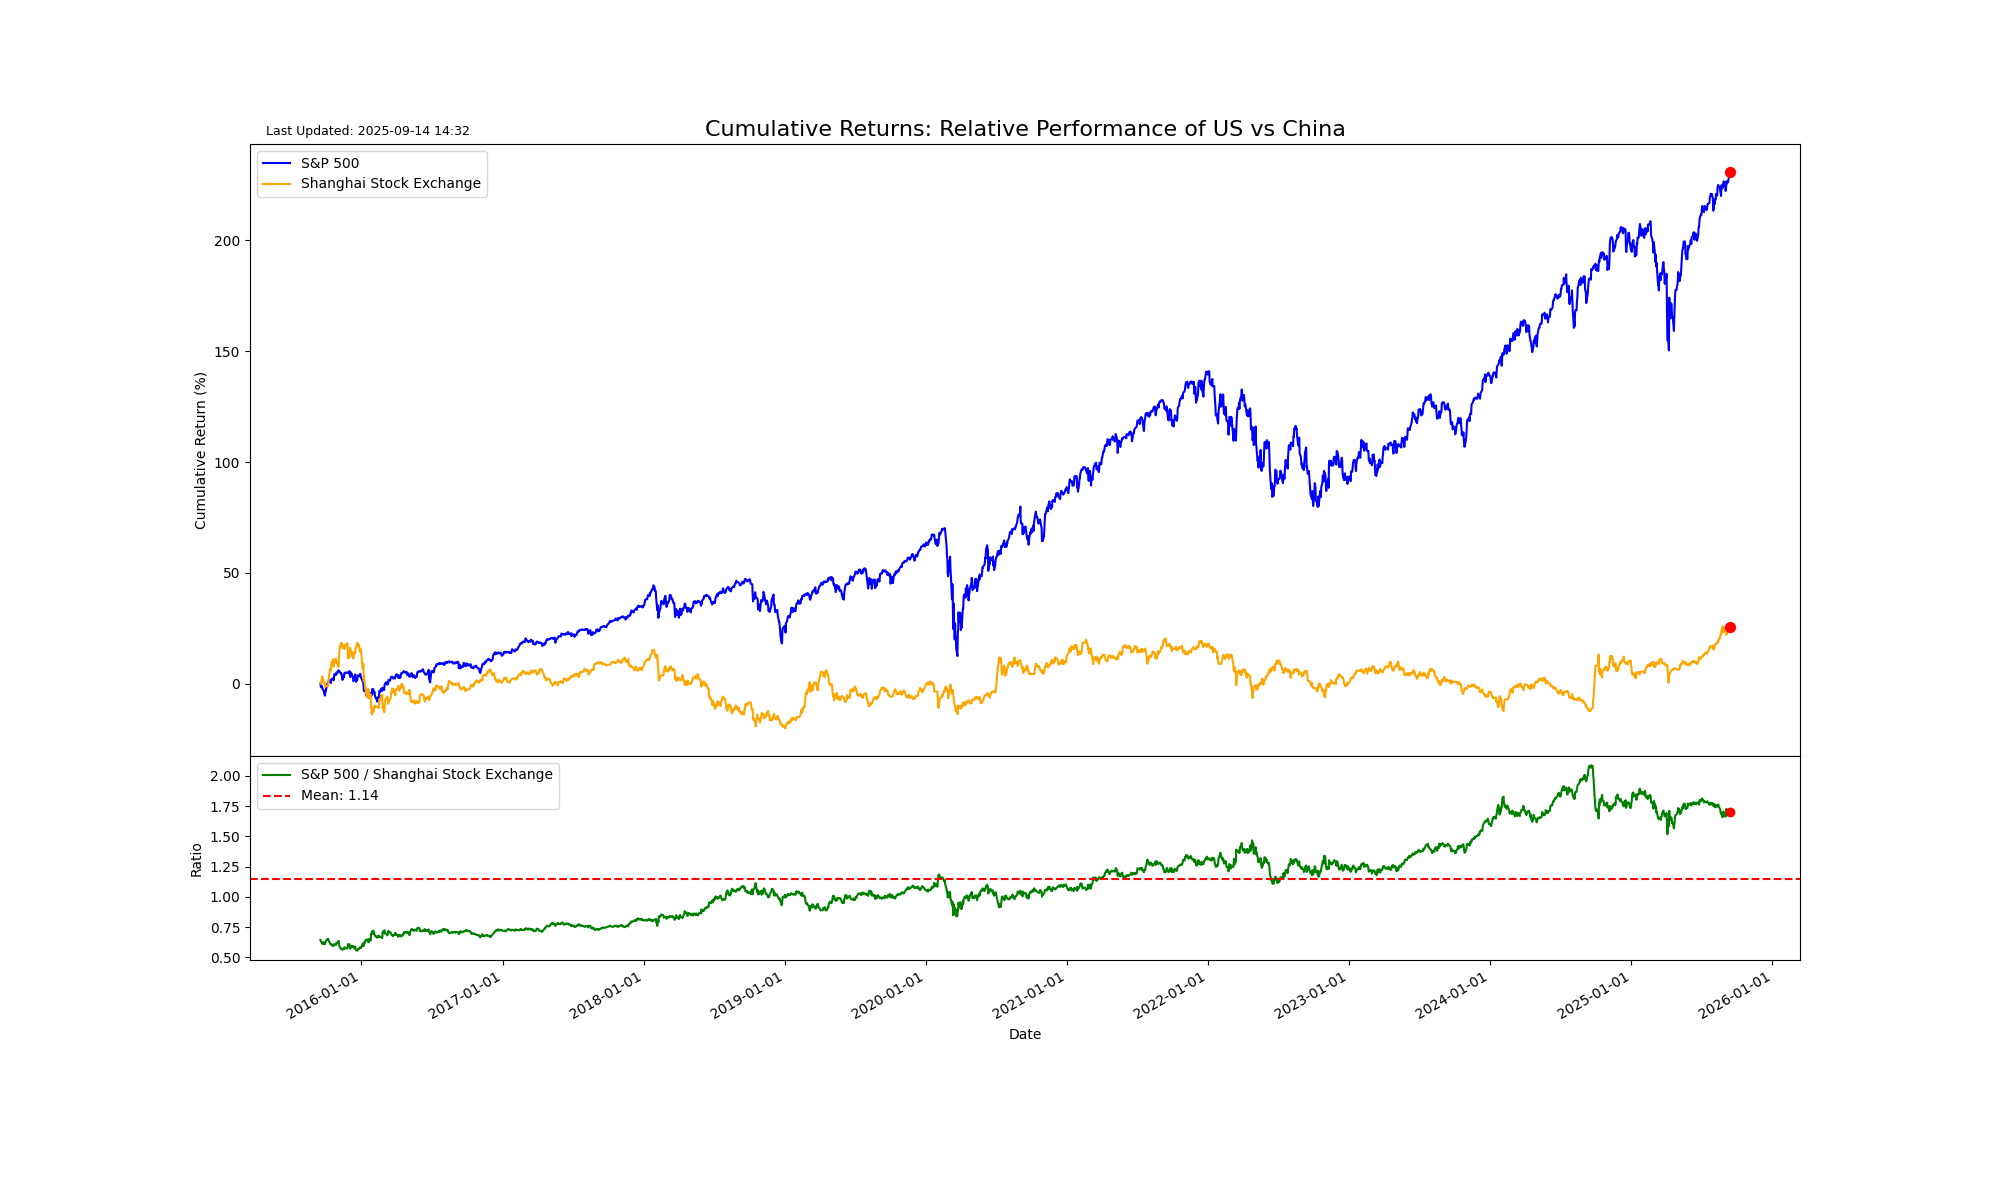 Last Updated: 2025-09-14 14:32
Cumulative Returns: Relative Performance of US vs China
S&P 500
Shanghai Stock Exchange
200
150
100
50
0
Cumulative Return (%)
S&P 500 / Shanghai Stock Exchange
Mean: 1.14
2.00
1.75
1.50
1.25
1.00
0.75
0.50
Ratio
2016-01-01
2017-01-01
2018-01-01
2019-01-01
2020-01-01
2021-01-01
2022-01-01
2023-01-01
2024-01-01
2025-01-01
2026-01-01
Date